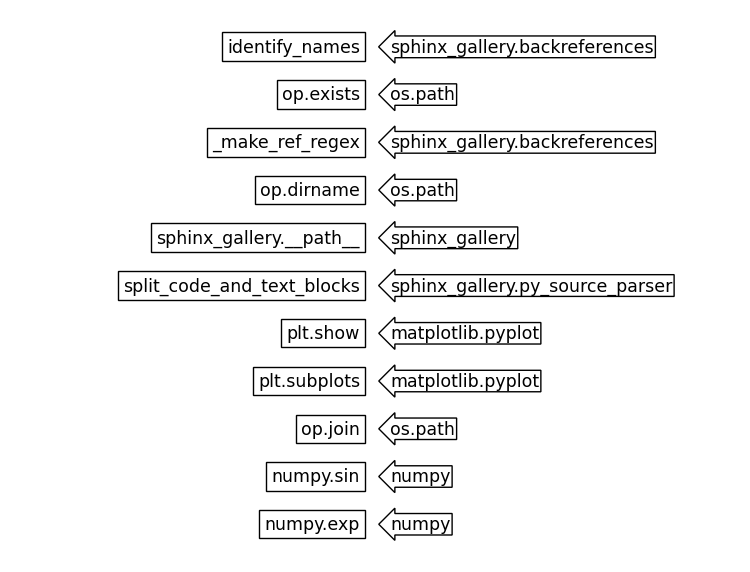 identify_names sphinx_gallery.backreferences
op.exists os.path
_make_ref_regex sphinx_gallery.backreferences
op.dirname os.path
sphinx_gallery.__path__ sphinx_gallery
split_code_and_text_blocks sphinx_gallery.py_source_parser
plt.show matplotlib.pyplot
plt.subplots matplotlib.pyplot
op.join os.path
numpy.sin numpy
numpy.exp numpy